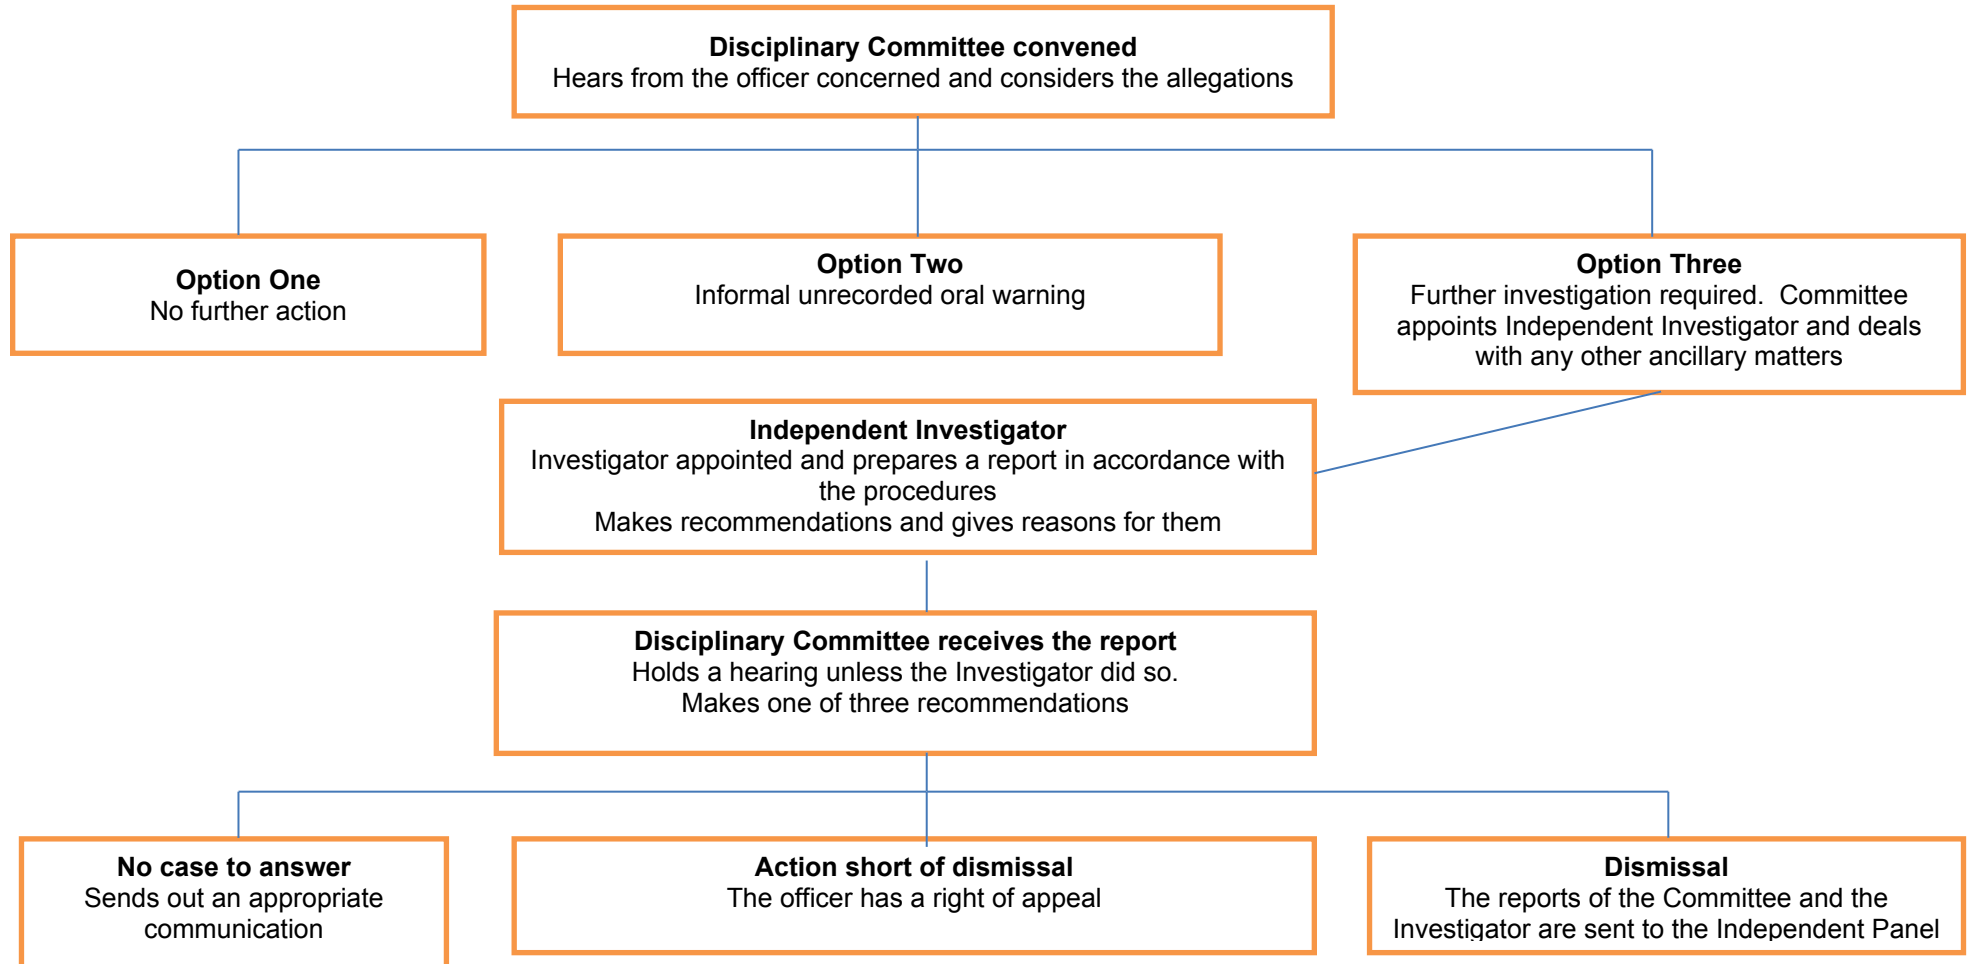 Disciplinary Committee convened
Hears from the officer concerned and considers the allegations
Option One
No further action
Option Two
Informal unrecorded oral warning
Option Three
Further investigation required.  Committee
appoints Independent Investigator and deals
with any other ancillary matters
Independent Investigator
Investigator appointed and prepares a report in accordance with
the procedures
Makes recommendations and gives reasons for them
Disciplinary Committee receives the report
Holds a hearing unless the Investigator did so.
Makes one of three recommendations
No case to answer
Sends out an appropriate
communication
Action short of dismissal
The officer has a right of appeal
Dismissal
The reports of the Committee and the
Investigator are sent to the Independent Panel